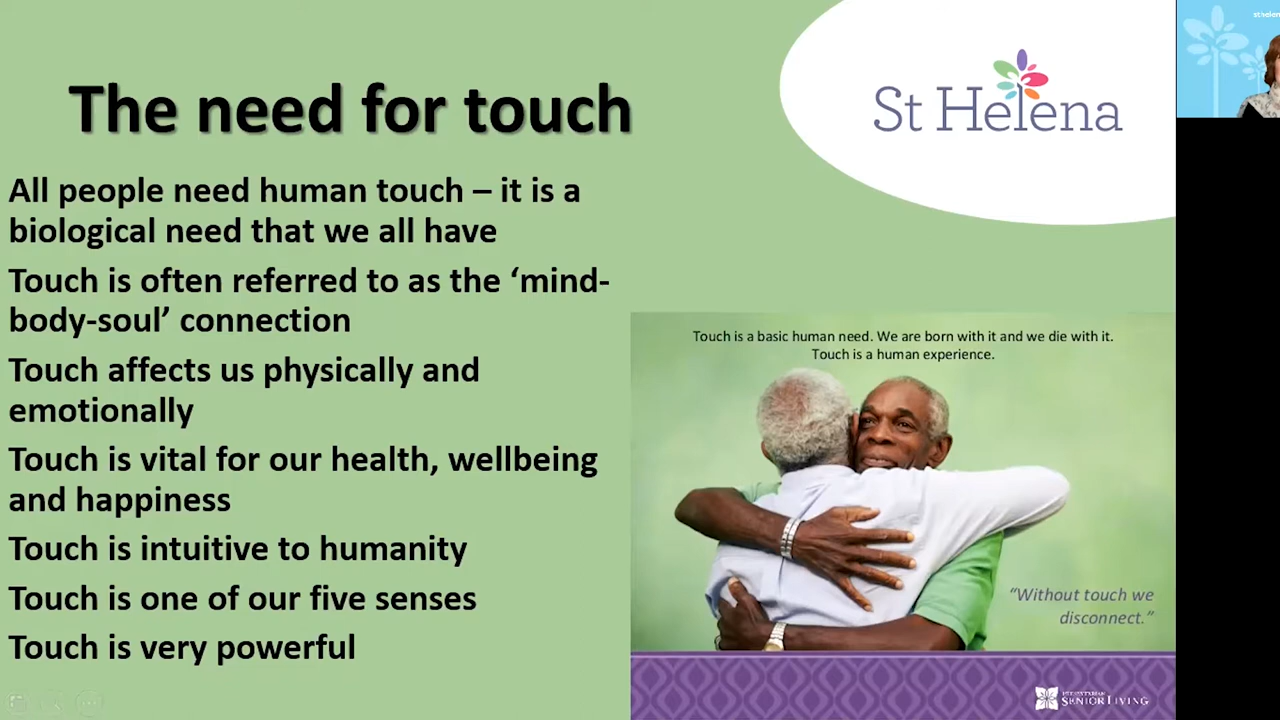 The need for touch
St Helena
All people need human touch – it is a
biological need that we all have
Touch is often referred to as the ‘mind-
body-soul’ connection
Touch affects us physically and
emotionally
Touch is vital for our health, wellbeing
and happiness
Touch is intuitive to humanity
Touch is one of our five senses
Touch is very powerful
Touch is a basic human need. We are born with it and we die with it.
Touch is a human experience.
“Without touch we
disconnect.”
PRESBYTERIAN
SENIOR LIVING